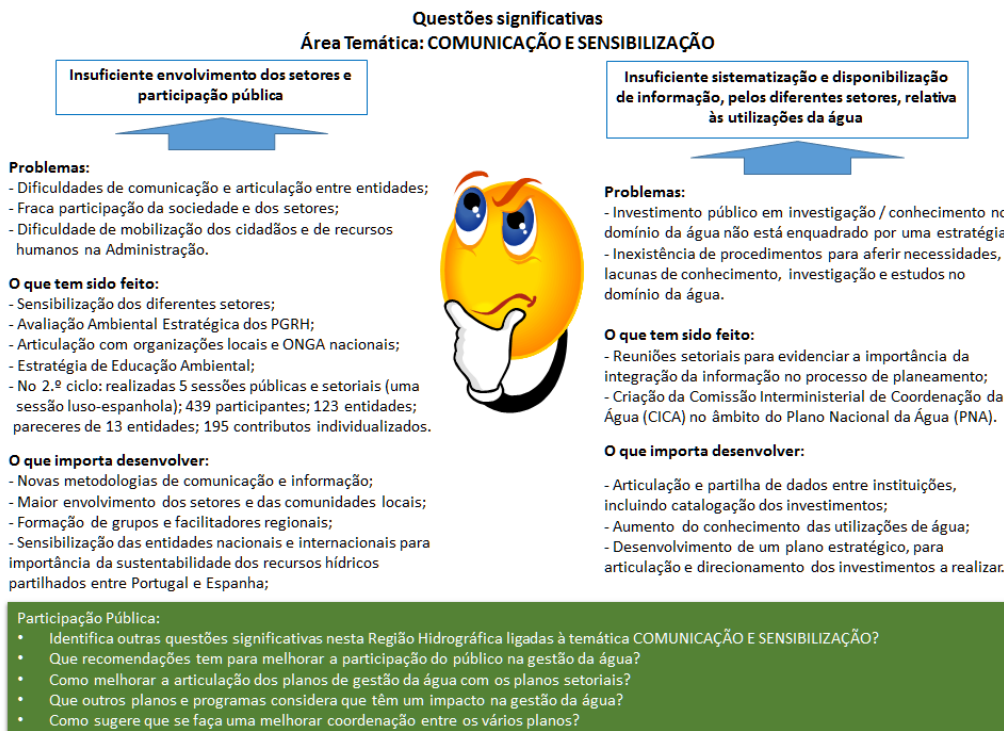 Questões significativas
Área Temática: COMUNICAÇÃO E SENSIBILIZAÇÃO
Insuficiente envolvimento dos setores e
participação pública
Problemas:
- Dificuldades de comunicação e articulação entre entidades;
- Fraca participação da sociedade e dos setores;
- Dificuldade de mobilização dos cidadãos e de recursos
humanos na Administração.
O que tem sido feito:
- Sensibilização dos diferentes setores;
- Avaliação Ambiental Estratégica dos PGRH;
- Articulação com organizações locais e ONGA nacionais;
- Estratégia de Educação Ambiental;
- No 2.º ciclo: realizadas 5 sessões públicas e setoriais (uma
sessão luso-espanhola); 439 participantes; 123 entidades;
pareceres de 13 entidades; 195 contributos individualizados.
O que importa desenvolver:
- Novas metodologias de comunicação e informação;
- Maior envolvimento dos setores e das comunidades locais;
- Formação de grupos e facilitadores regionais;
- Sensibilização das entidades nacionais e internacionais para
importância da sustentabilidade dos recursos hídricos
partilhados entre Portugal e Espanha;
Insuficiente sistematização e disponibilização
de informação, pelos diferentes setores, relativa
às utilizações da água
Problemas:
- Investimento público em investigação / conhecimento no
domínio da água não está enquadrado por uma estratégia
- Inexistência de procedimentos para aferir necessidades,
lacunas de conhecimento, investigação e estudos no
domínio da água.
O que tem sido feito:
- Reuniões setoriais para evidenciar a importância da
integração da informação no processo de planeamento;
- Criação da Comissão Interministerial de Coordenação da
Água (CICA) no âmbito do Plano Nacional da Água (PNA).
O que importa desenvolver:
- Articulação e partilha de dados entre instituições,
incluindo catalogação dos investimentos;
- Aumento do conhecimento das utilizações de água;
- Desenvolvimento de um plano estratégico, para
articulação e direcionamento dos investimentos a realizar.
Participação Pública:
• Identifica outras questões significativas nesta Região Hidrográfica ligadas à temática COMUNICAÇÃO E SENSIBILIZAÇÃO?
• Que recomendações tem para melhorar a participação do público na gestão da água?
• Como melhorar a articulação dos planos de gestão da água com os planos setoriais?
• Que outros planos e programas considera que têm um impacto na gestão da água?
• Como sugere que se faça uma melhorar coordenação entre os vários planos?